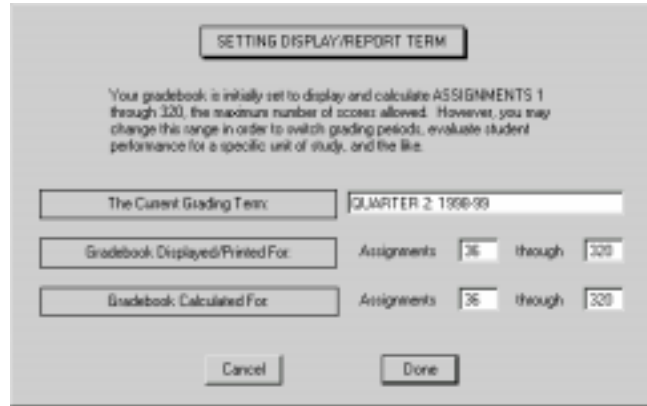 SETTING DISPLAY/REPORT TERM
Your gradebook is initially set to display and calculate ASSIGNMENTS 1
through 320, the maximum number of scores allowed. However, you may
change this range in order to switch grading periods, evaluate student
performance for a specific unit of study, and the like.
The Current Grading Term: QUARTER 2: 1998-99
Gradebook Displayed/Printed For: Assignments 36 through 320
Gradebook Calculated For: Assignments 36 through 320
Cancel Done